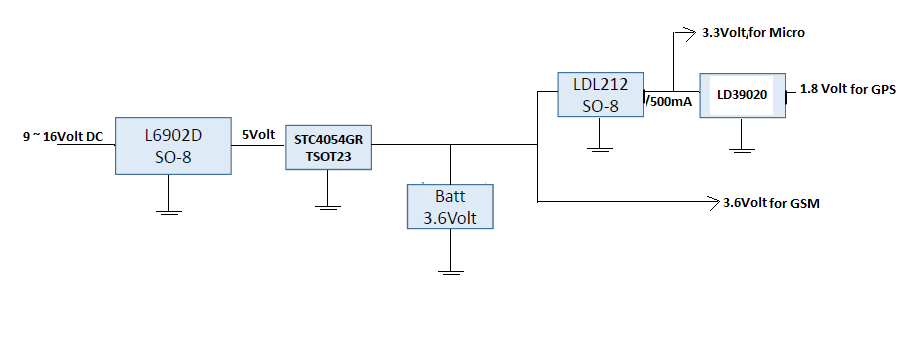 3.3Volt,for Micro
LDL212
SO-8
/500mA
LD39020
1.8 Volt for GPS
9 ~ 16Volt DC
L6902D
SO-8
5Volt
STC4054GR
TSOT23
Batt
3.6Volt
3.6Volt for GSM